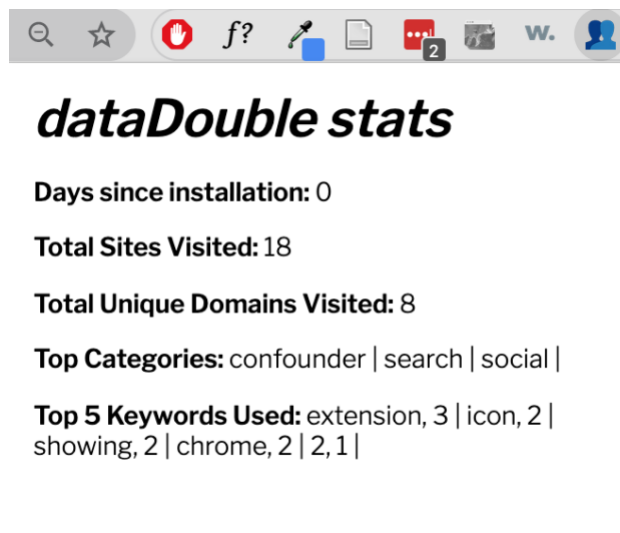 f?
2
w.
dataDouble stats
Days since installation: 0
Total Sites Visited: 18
Total Unique Domains Visited: 8
Top Categories: confounder | search | social |
Top 5 Keywords Used: extension, 3 | icon, 2 |
showing, 2 | chrome, 2 | 2, 1 |